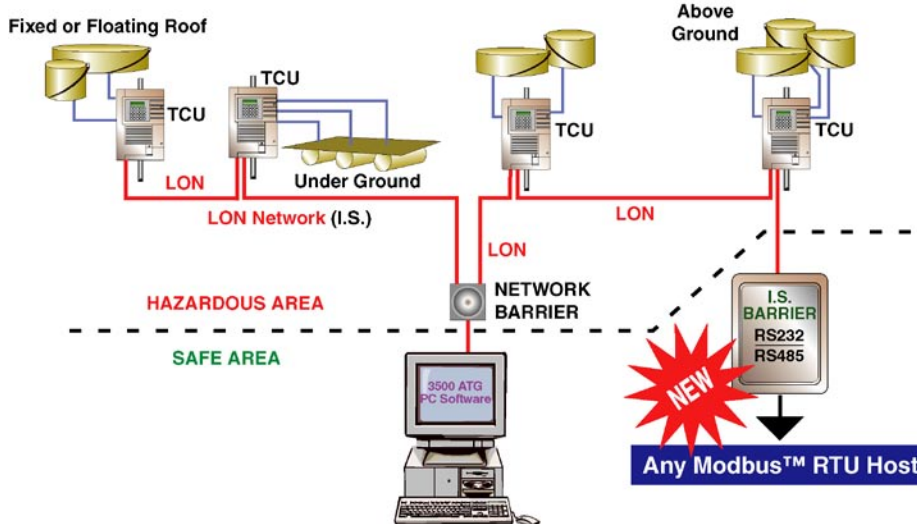 Fixed or Floating Roof
Above
Ground
TCU
TCU
TCU
TCU
Under Ground
LON
LON Network (I.S.)
LON
LON
HAZARDOUS AREA
NETWORK
BARRIER
SAFE AREA
I.S.
BARRIER
RS232
RS485
3500 ATG
PC Software
NEW
Any Modbus™ RTU Host